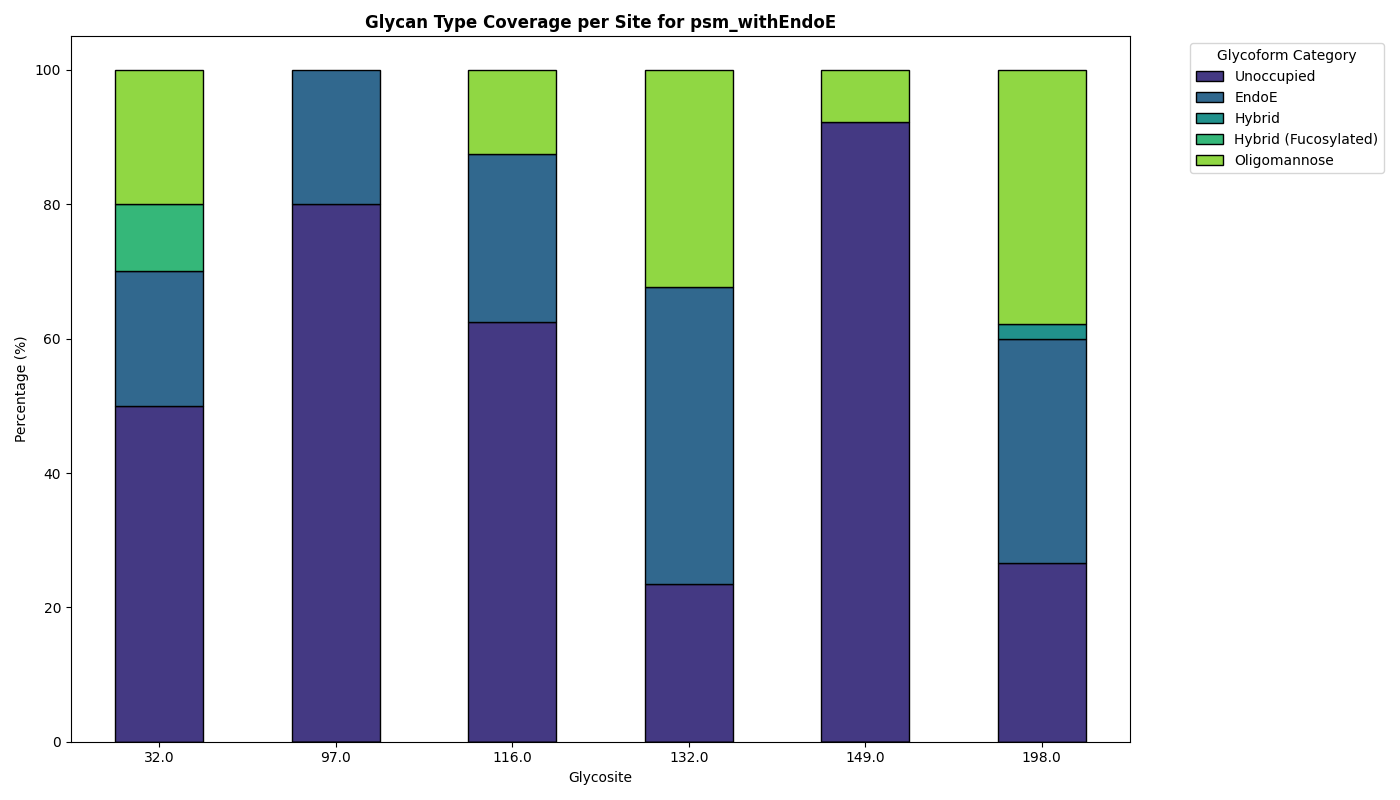 Glycan Type Coverage per Site for psm_withEndoE
Glycoform Category
Unoccupied
EndoE
Hybrid
Hybrid (Fucosylated)
Oligomannose
Percentage (%)
100
80
60
40
20
0
32.0
97.0
116.0
132.0
149.0
198.0
Glycosite